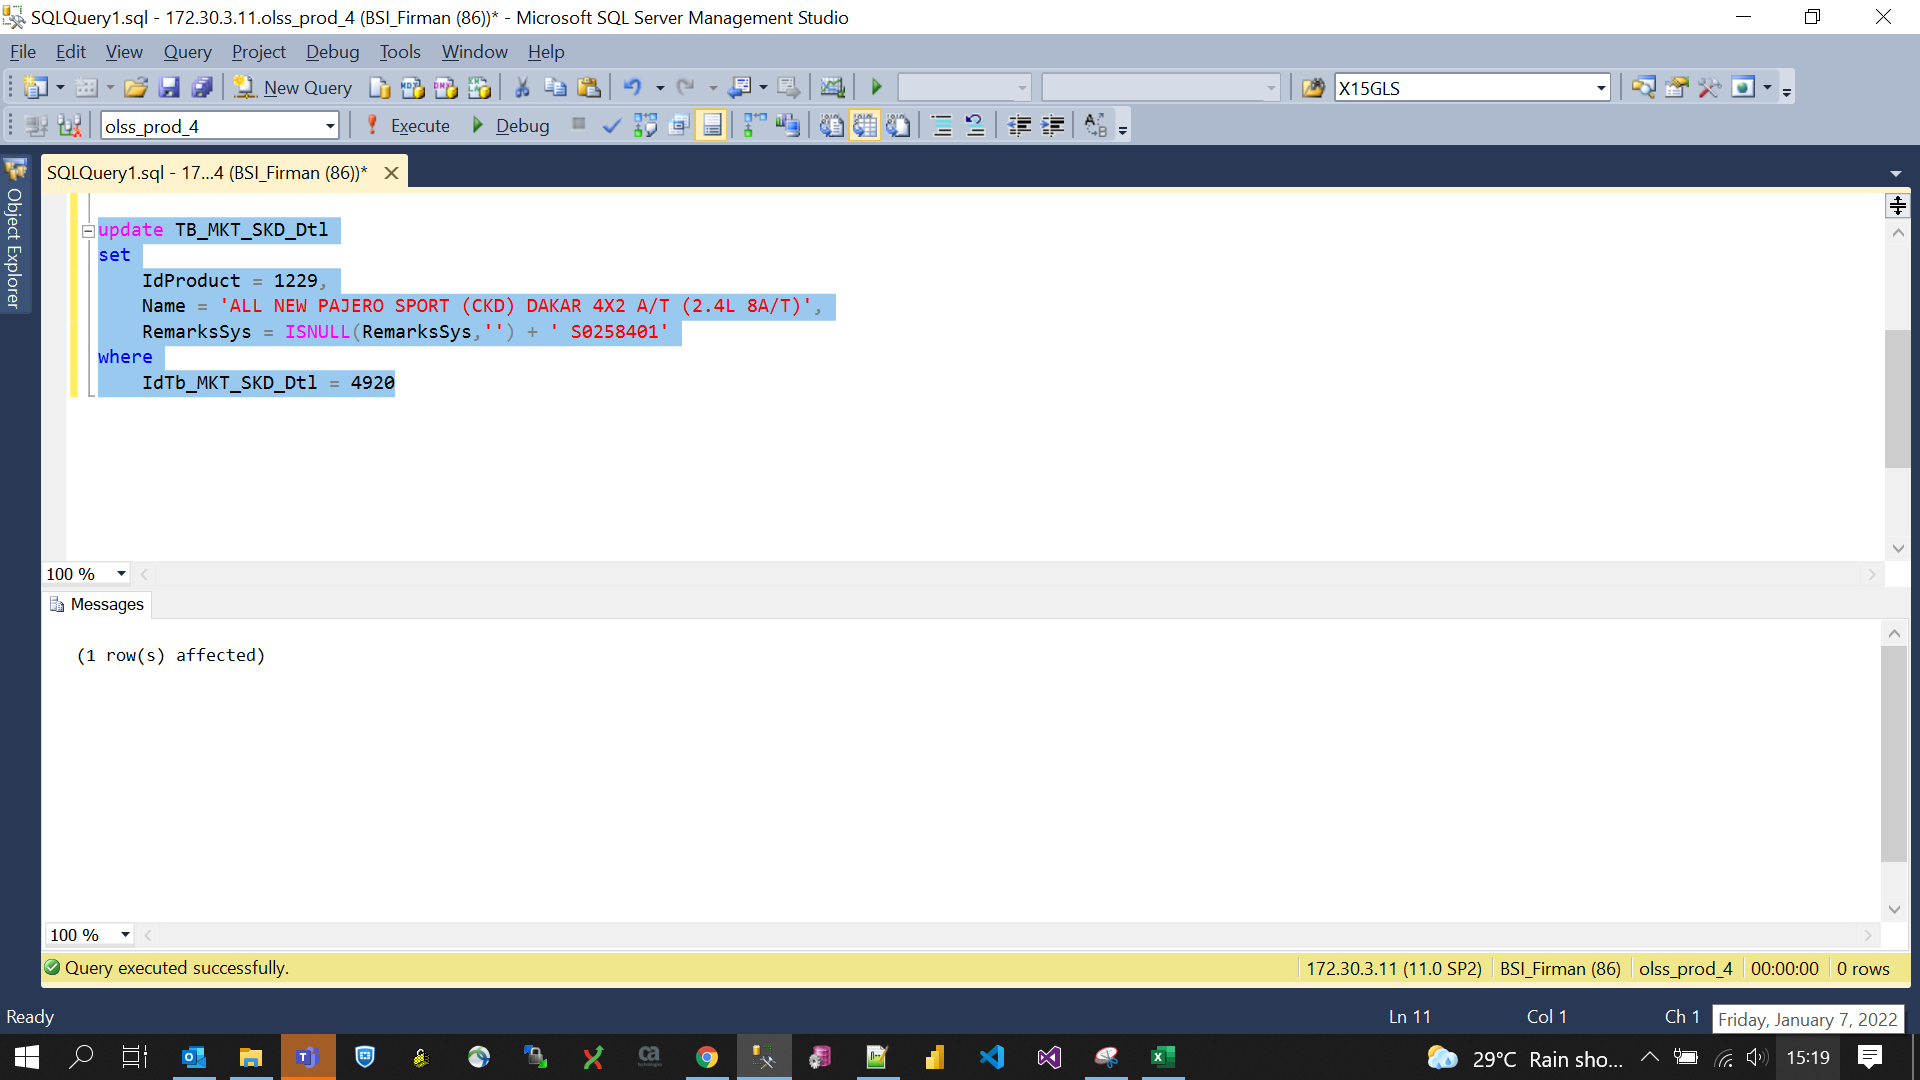 SQLQuery1.sql - 172.30.3.11.olss_prod_4 (BSI_Firman (86))* - Microsoft SQL Server Management Studio
File Edit View Query Project Debug Tools Window Help
New Query X15GLS
olss_prod_4 Execute Debug
Object Explorer
SQLQuery1.sql - 17...4 (BSI_Firman (86))*
update TB_MKT_SKD_Dtl
set
IdProduct = 1229,
Name = 'ALL NEW PAJERO SPORT (CKD) DAKAR 4X2 A/T (2.4L 8A/T)',
RemarksSys = ISNULL(RemarksSys,'') + ' S0258401'
where
IdTb_MKT_SKD_Dtl = 4920
100 %
Messages
(1 row(s) affected)
100 %
Query executed successfully. 172.30.3.11 (11.0 SP2) BSI_Firman (86) olss_prod_4 00:00:00 0 rows
Ready Ln 11 Col 1 Ch 1 Friday, January 7, 2022
29°C Rain sho... 15:19